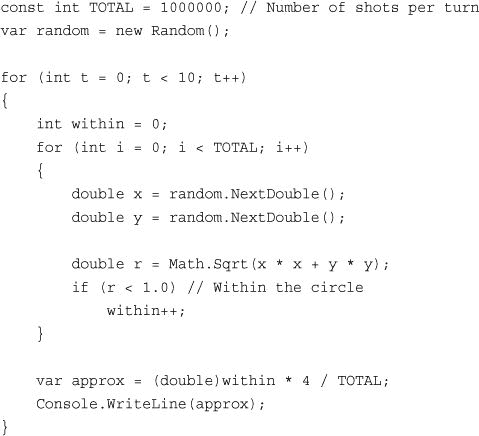 const int TOTAL = 1000000; // Number of shots per turn
var random = new Random();

for (int t = 0; t < 10; t++)
{
    int within = 0;
    for (int i = 0; i < TOTAL; i++)
    {
        double x = random.NextDouble();
        double y = random.NextDouble();

        double r = Math.Sqrt(x * x + y * y);
        if (r < 1.0) // Within the circle
            within++;
    }

    var approx = (double)within * 4 / TOTAL;
    Console.WriteLine(approx);
}